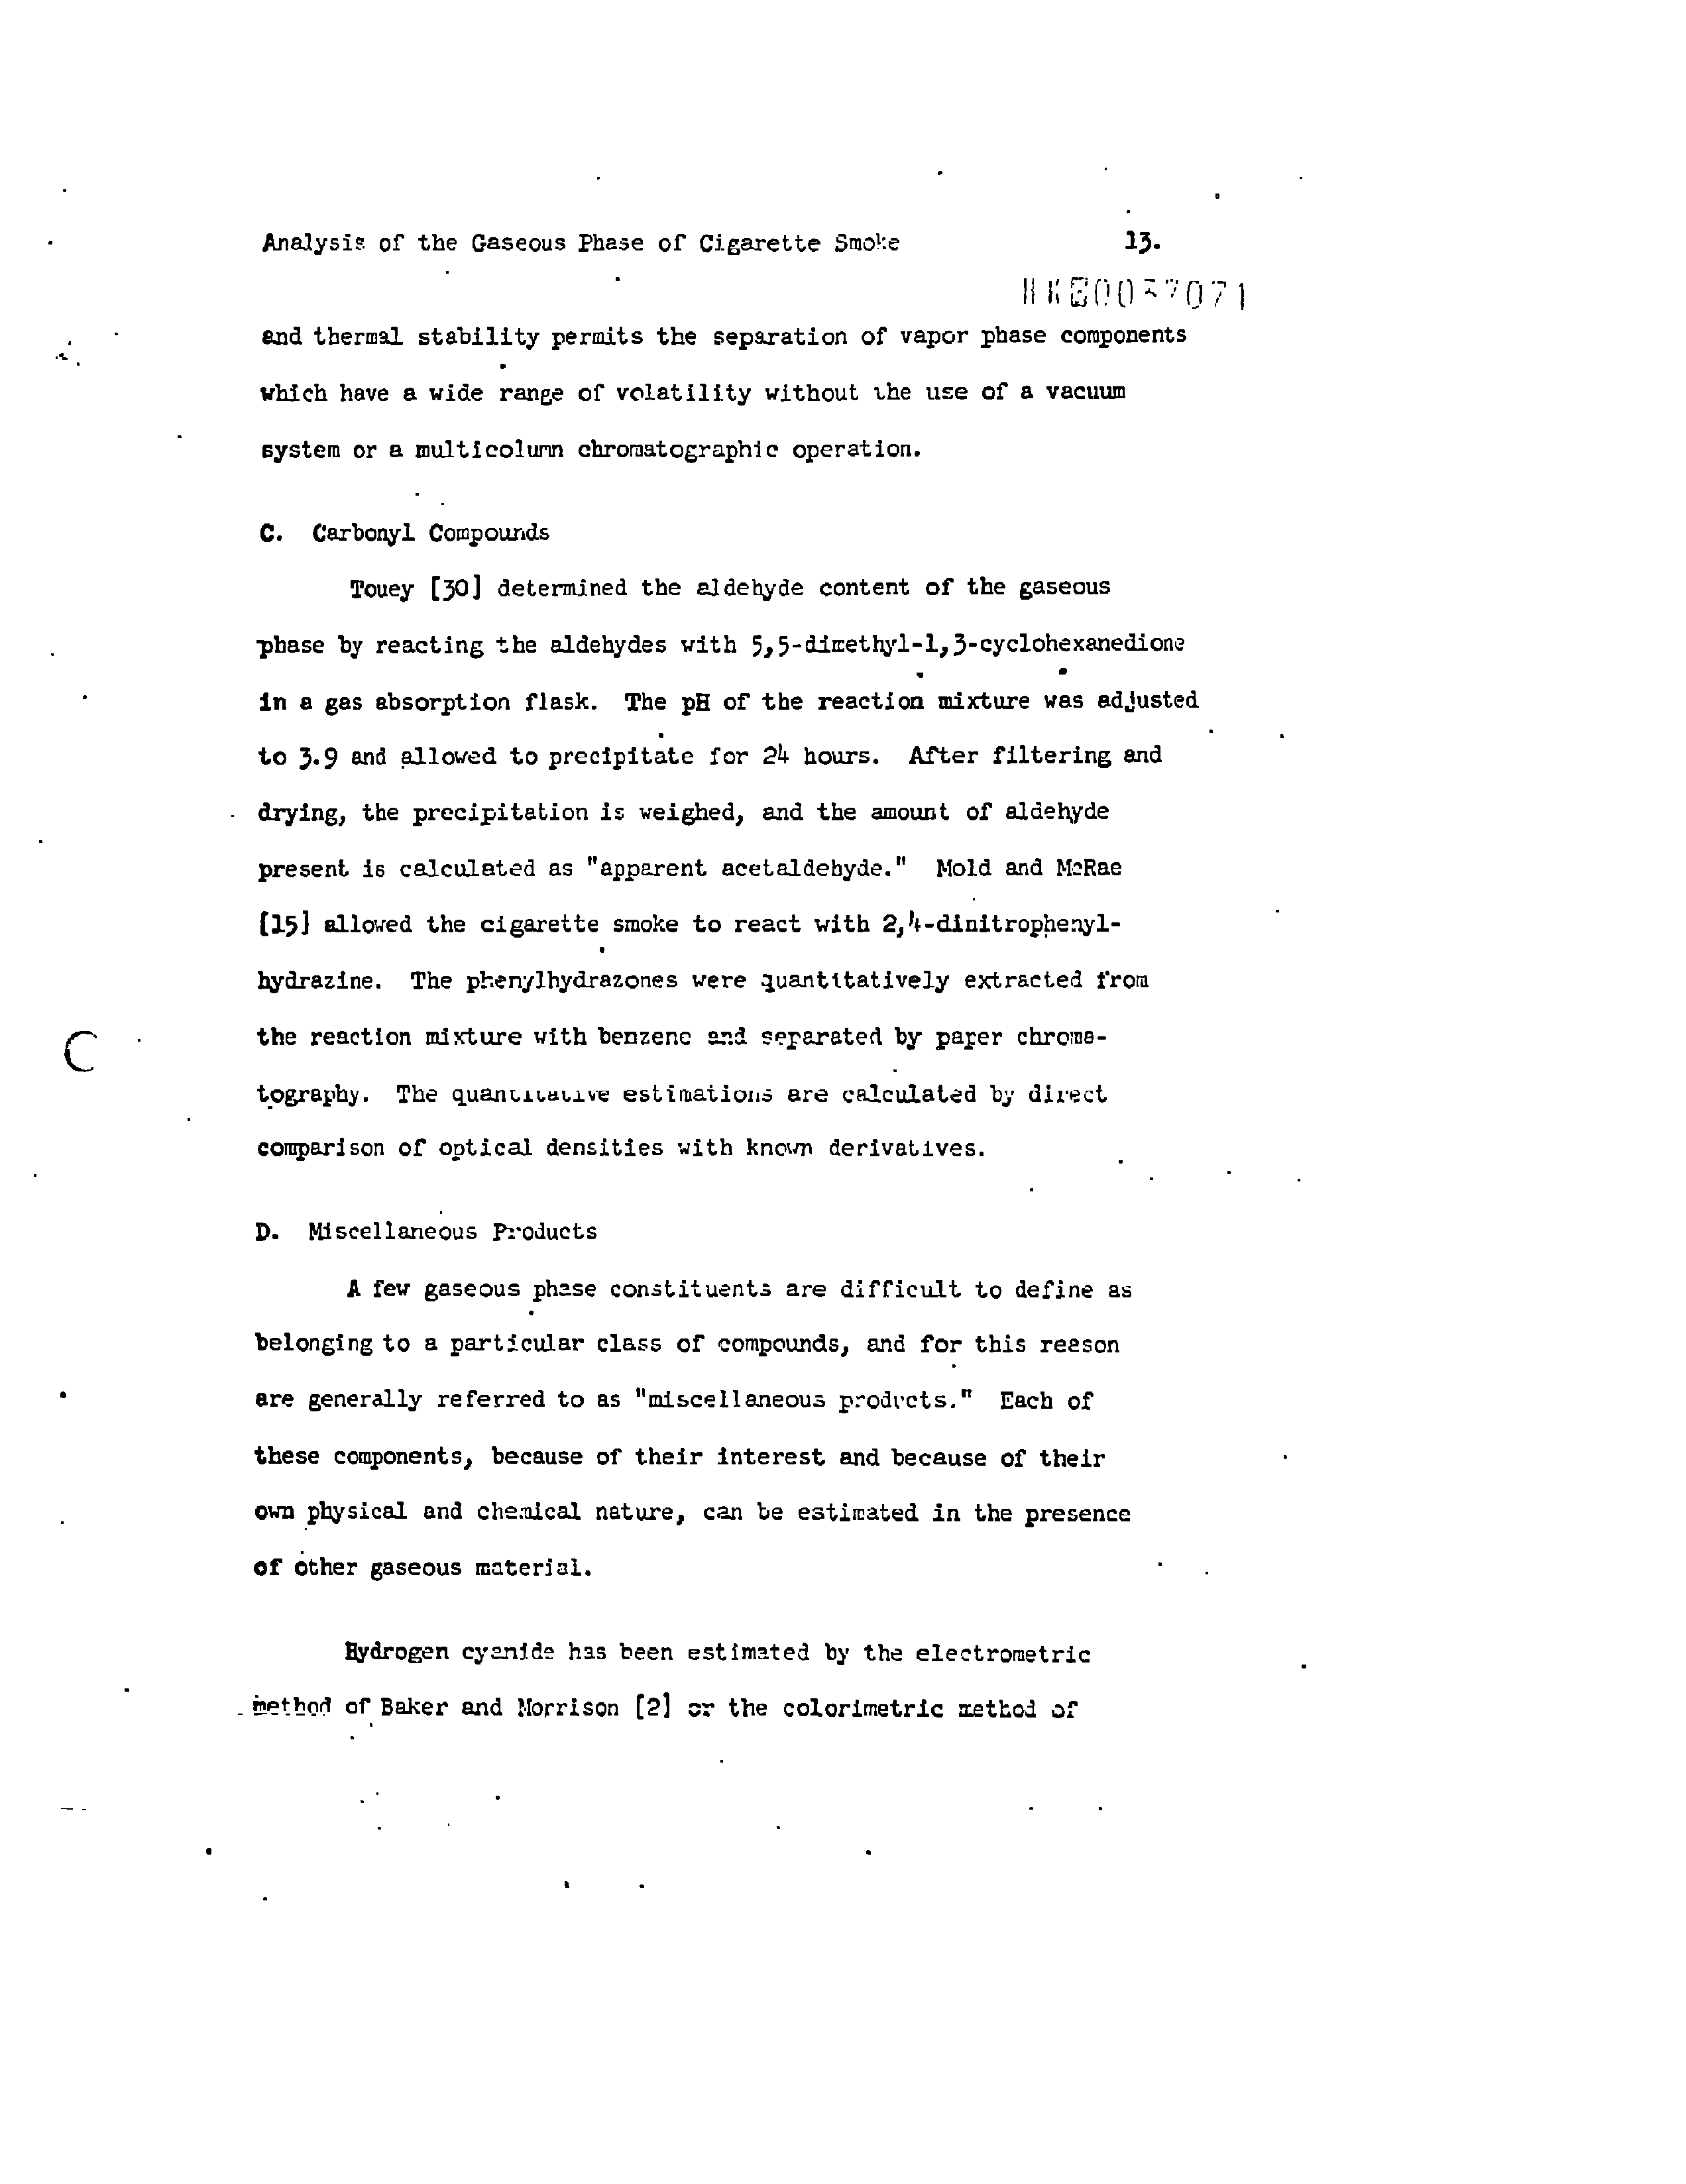 Analysis of the Gaseous Phase of Cigarette Smoke 13.
and thermal stability permits the separation of vapor phase components
which have a wide range of volatility without the use of a vacuum
system or a multicolumn chromatographic operation.
C. Carbonyl Compounds
Touey [30] determined the aldehyde content of the gaseous
phase by reacting the aldehydes with 5,5-dimethyl-1,3-cyclohexanedione
in a gas absorption flask. The pH of the reaction mixture was adjusted
to 3.9 and allowed to precipitate for 24 hours. After filtering and
drying, the precipitation is weighed, and the amount of aldehyde
present is calculated as "apparent acetaldehyde." Mold and McRae
[15] allowed the cigarette smoke to react with 2,4-dinitrophenyl-
hydrazine. The phenylhydrazones were quantitatively extracted from
the reaction mixture with benzene and separated by paper chroma-
tography. The quantitative estimations are calculated by direct
comparison of optical densities with known derivatives.
D. Miscellaneous Products
A few gaseous phase constituents are difficult to define as
belonging to a particular class of compounds, and for this reason
are generally referred to as "miscellaneous products." Each of
these components, because of their interest and because of their
own physical and chemical nature, can be estimated in the presence
of other gaseous material.
Hydrogen cyanide has been estimated by the electrometric
method of Baker and Morrison [2] or the colorimetric method of